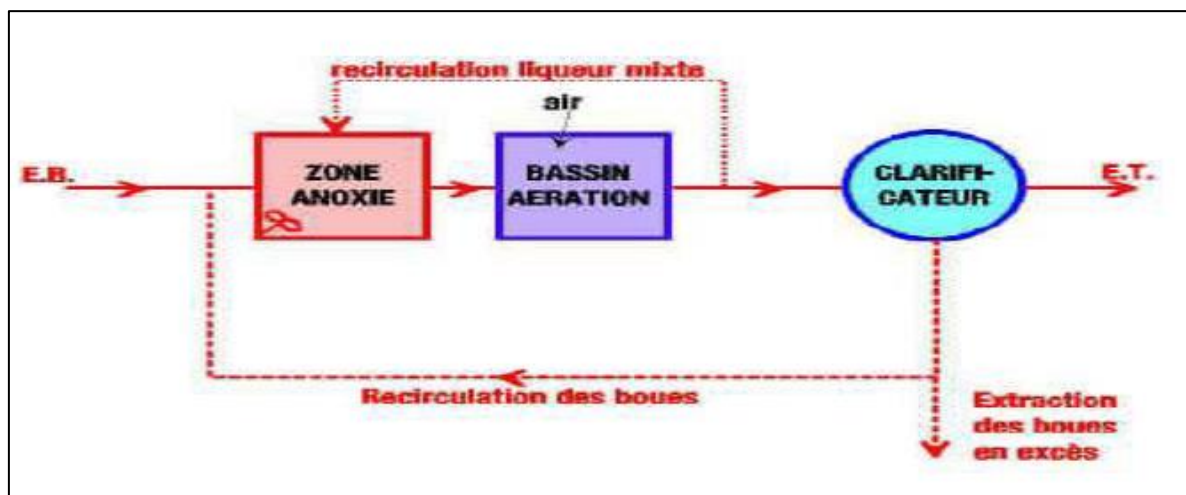 recirculation liqueur mixte
air
E.B.
ZONE
ANOXIE
BASSIN
AERATION
CLARIFI-
CATEUR
E.T.
Recirculation des boues
Extraction
des boues
en excès